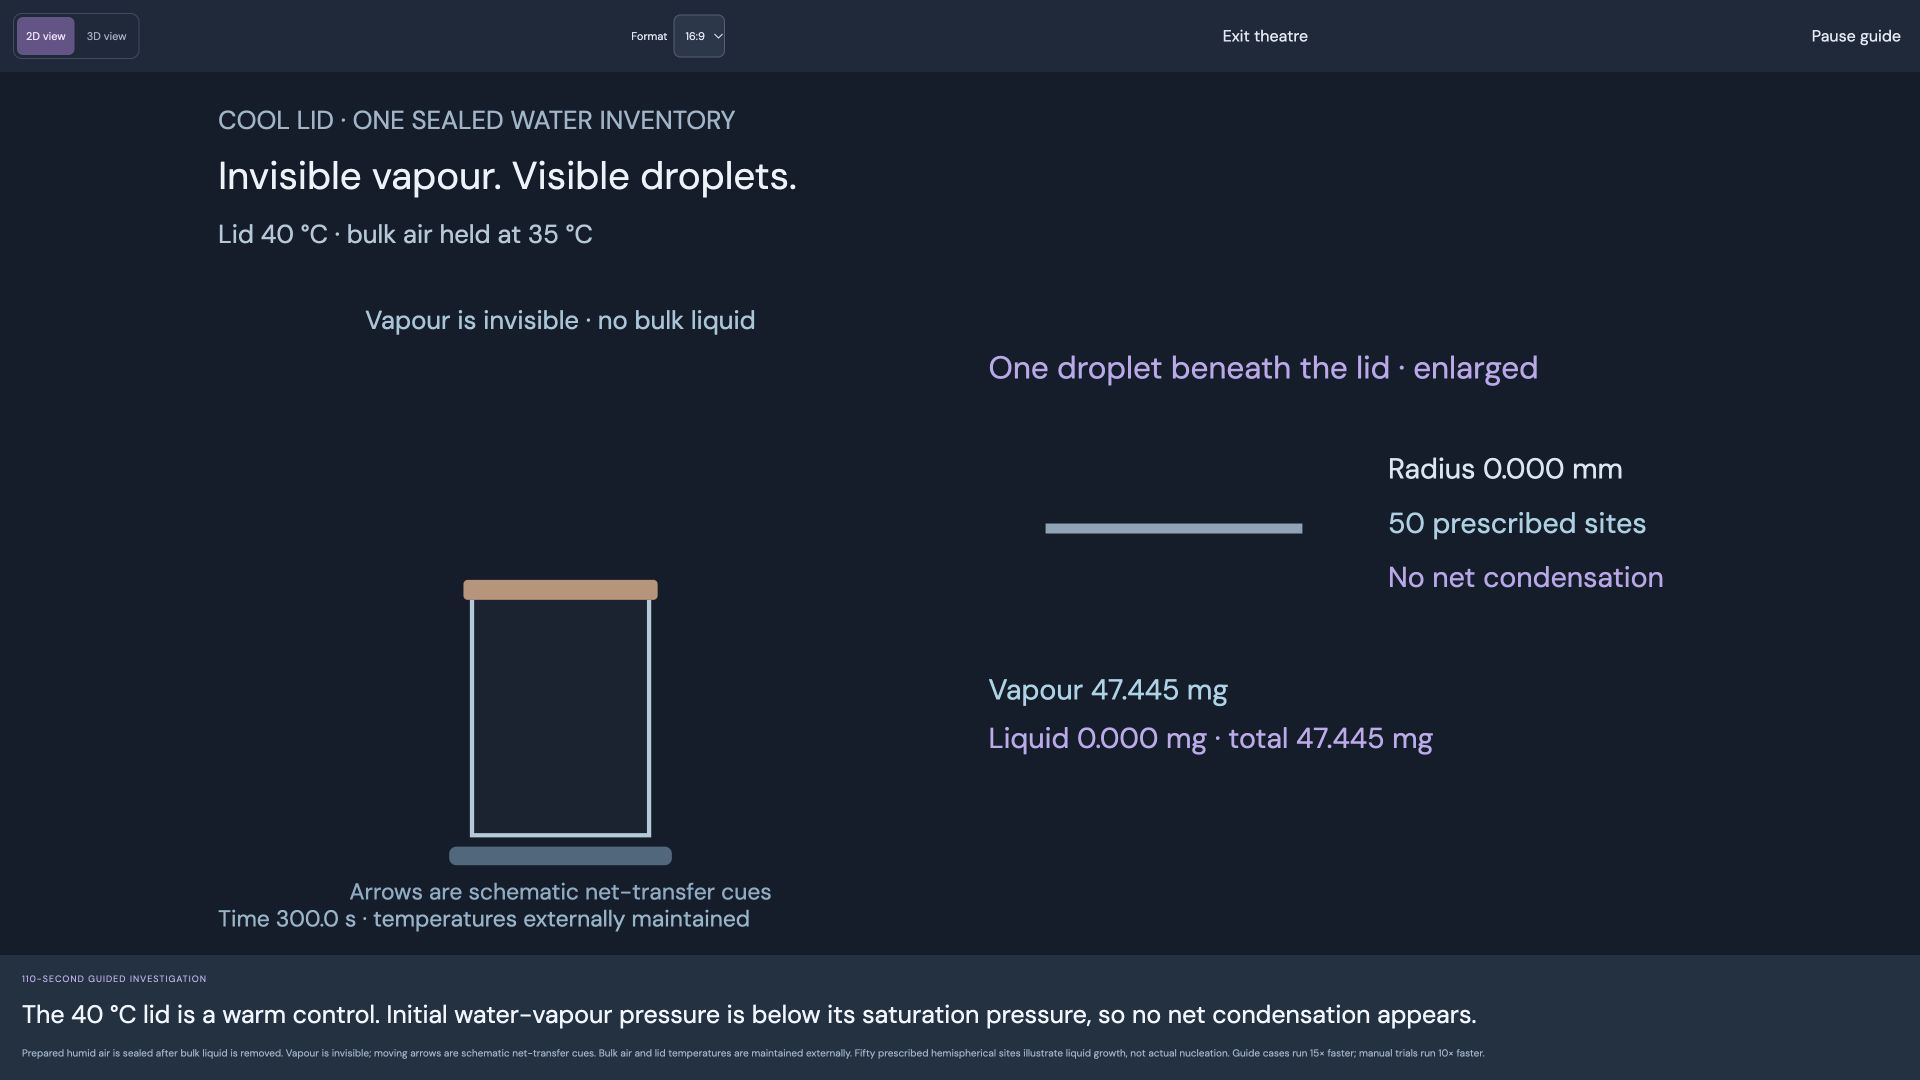 2D view
3D view
Format
16:9
Exit theatre
Pause guide
COOL LID · ONE SEALED WATER INVENTORY
Invisible vapour. Visible droplets.
Lid 40 °C · bulk air held at 35 °C
Vapour is invisible · no bulk liquid
One droplet beneath the lid · enlarged
Radius 0.000 mm
50 prescribed sites
No net condensation
Vapour 47.445 mg
Liquid 0.000 mg · total 47.445 mg
Arrows are schematic net-transfer cues
Time 300.0 s · temperatures externally maintained
110-SECOND GUIDED INVESTIGATION
The 40 °C lid is a warm control. Initial water-vapour pressure is below its saturation pressure, so no net condensation appears.
Prepared humid air is sealed after bulk liquid is removed. Vapour is invisible; moving arrows are schematic net-transfer cues. Bulk air and lid temperatures are maintained externally. Fifty prescribed hemispherical sites illustrate liquid growth, not actual nucleation. Guide cases run 15× faster; manual trials run 10× faster.